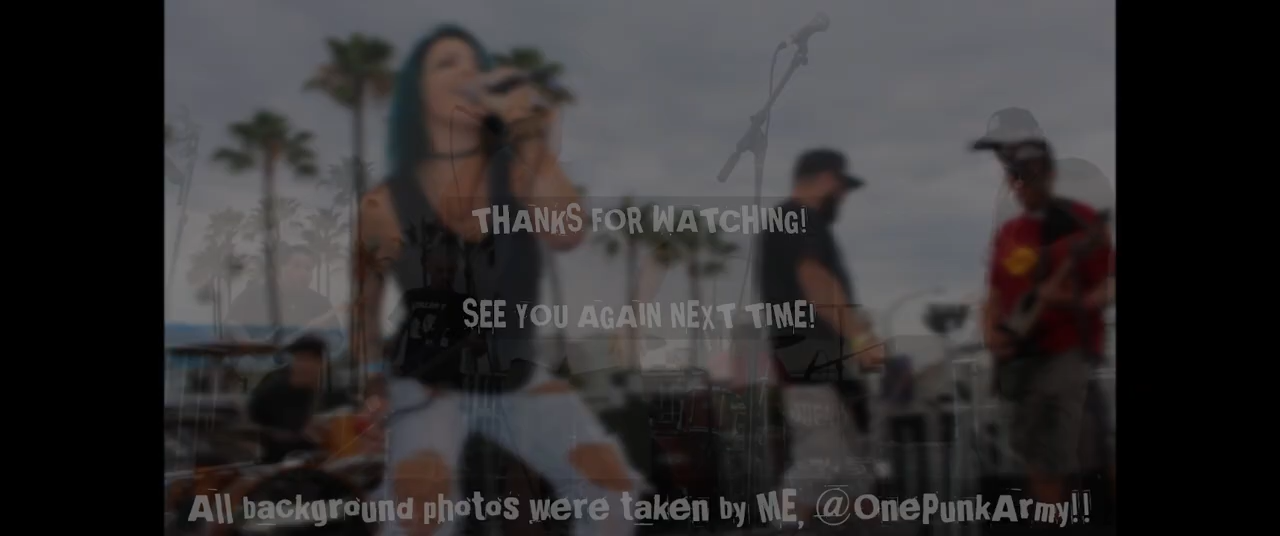 THANKS FOR WATCHING!
SEE YOU AGAIN NEXT TIME!
All background photos were taken by ME, @OnePunkArmy!!